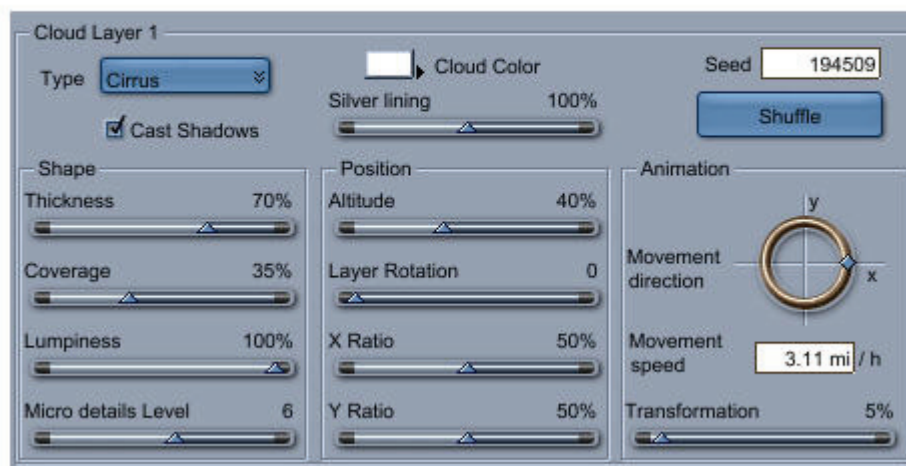 Cloud Layer 1
Type Cirrus
Cloud Color
Seed 194509
Cast Shadows
Silver lining 100%
Shuffle
Shape
Thickness 70%
Coverage 35%
Lumpiness 100%
Micro details Level 6
Position
Altitude 40%
Layer Rotation 0
X Ratio 50%
Y Ratio 50%
Animation
y
Movement
direction
x
Movement
speed 3.11 mi / h
Transformation 5%